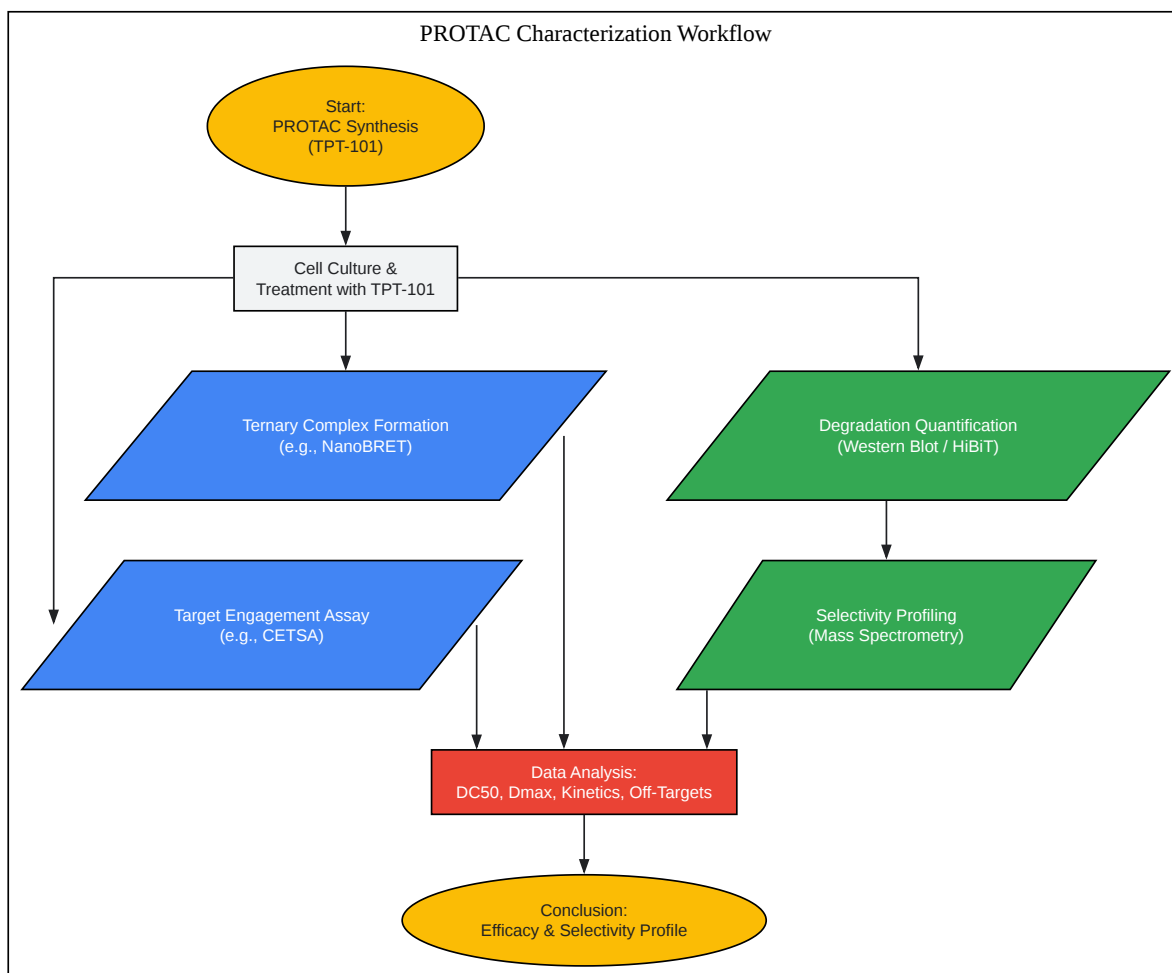 PROTAC Characterization Workflow
Start:
PROTAC Synthesis
(TPT-101)
Cell Culture &
Treatment with TPT-101
Ternary Complex Formation
(e.g., NanoBRET)
Degradation Quantification
(Western Blot / HiBiT)
Target Engagement Assay
(e.g., CETSA)
Selectivity Profiling
(Mass Spectrometry)
Data Analysis:
DC50, Dmax, Kinetics, Off-Targets
Conclusion:
Efficacy & Selectivity Profile